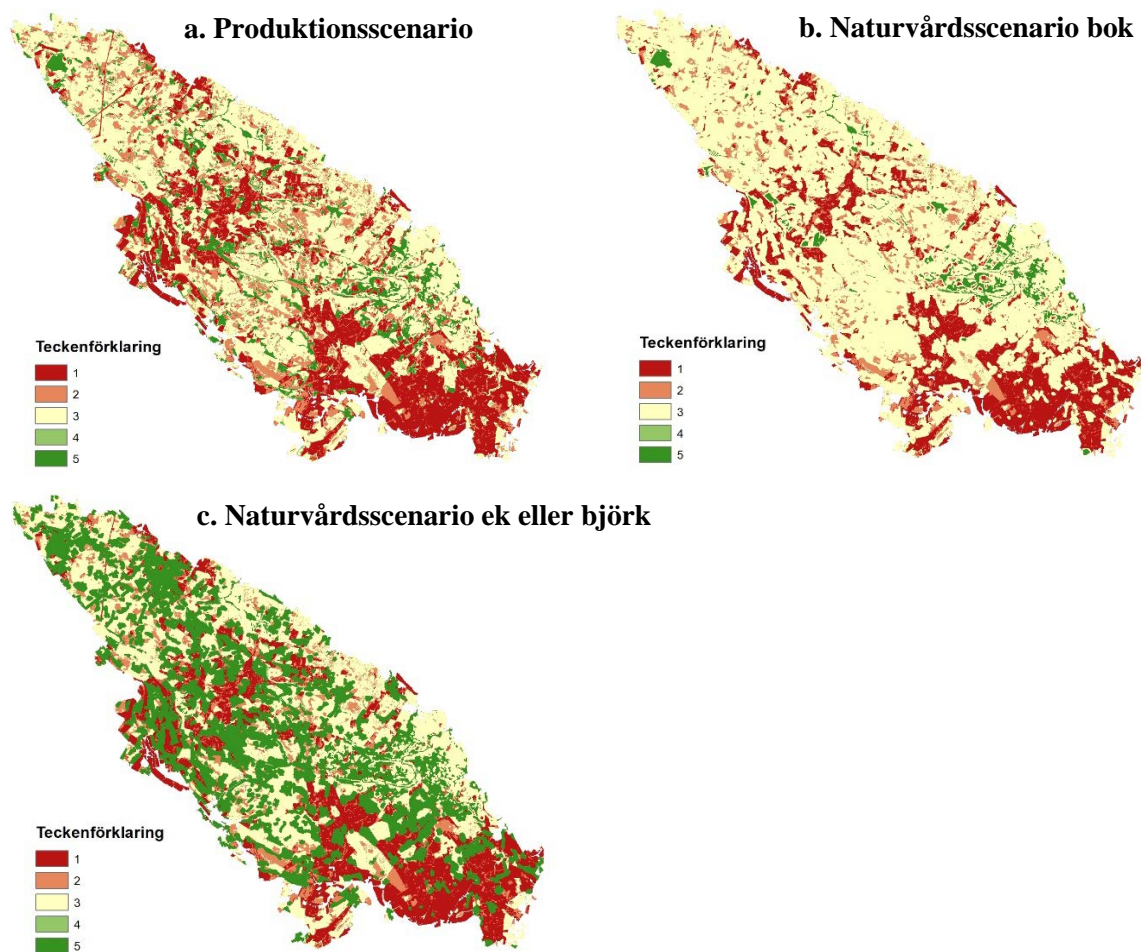 a. Produktionsscenario
Teckenförklaring
1
2
3
4
5
b. Naturvårdsscenario bok
Teckenförklaring
1
2
3
4
5
c. Naturvårdsscenario ek eller björk
Teckenförklaring
1
2
3
4
5